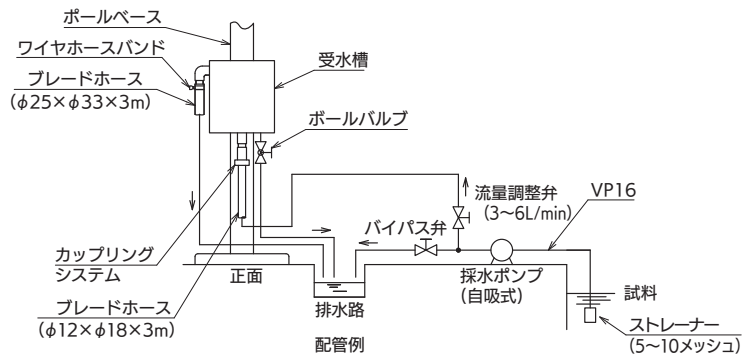 ポールベース
ワイヤホースバンド
ブレードホース
(φ25×φ33×3m)
受水槽
ボールバルブ
流量調整弁
(3~6L/min)
VP16
バイパス弁
カップリング
システム
正面
採水ポンプ
(自吸式)
試料
ブレードホース
(φ12×φ18×3m)
排水路
ストレーナー
(5~10メッシュ)
配管例